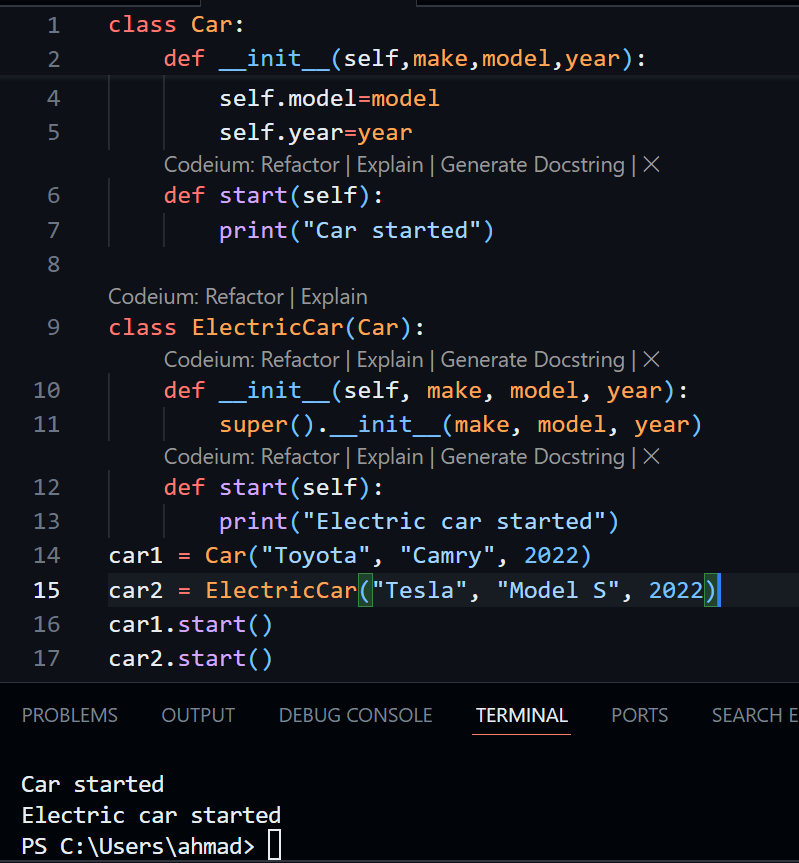 1 class Car:
2 def __init__(self,make,model,year):
4 self.model=model
5 self.year=year
Codeium: Refactor | Explain | Generate Docstring | ×
6 def start(self):
7 print("Car started")
8
Codeium: Refactor | Explain
9 class ElectricCar(Car):
Codeium: Refactor | Explain | Generate Docstring | ×
10 def __init__(self, make, model, year):
11 super().__init__(make, model, year)
Codeium: Refactor | Explain | Generate Docstring | ×
12 def start(self):
13 print("Electric car started")
14 car1 = Car("Toyota", "Camry", 2022)
15 car2 = ElectricCar("Tesla", "Model S", 2022)
16 car1.start()
17 car2.start()
PROBLEMS OUTPUT DEBUG CONSOLE TERMINAL PORTS SEARCH E
Car started
Electric car started
PS C:\Users\ahmad>